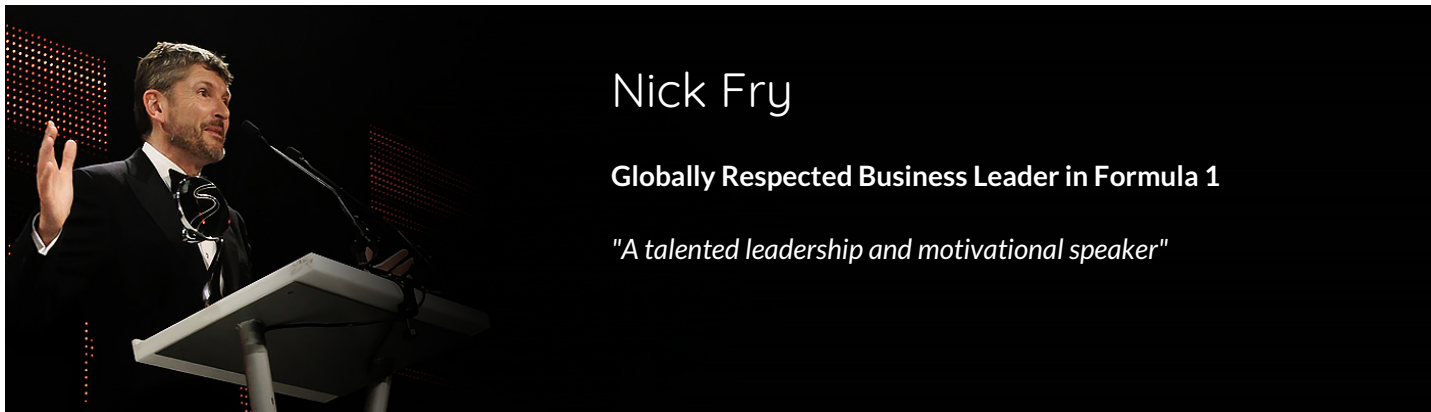 Nick Fry
Globally Respected Business Leader in Formula 1
"A talented leadership and motivational speaker"